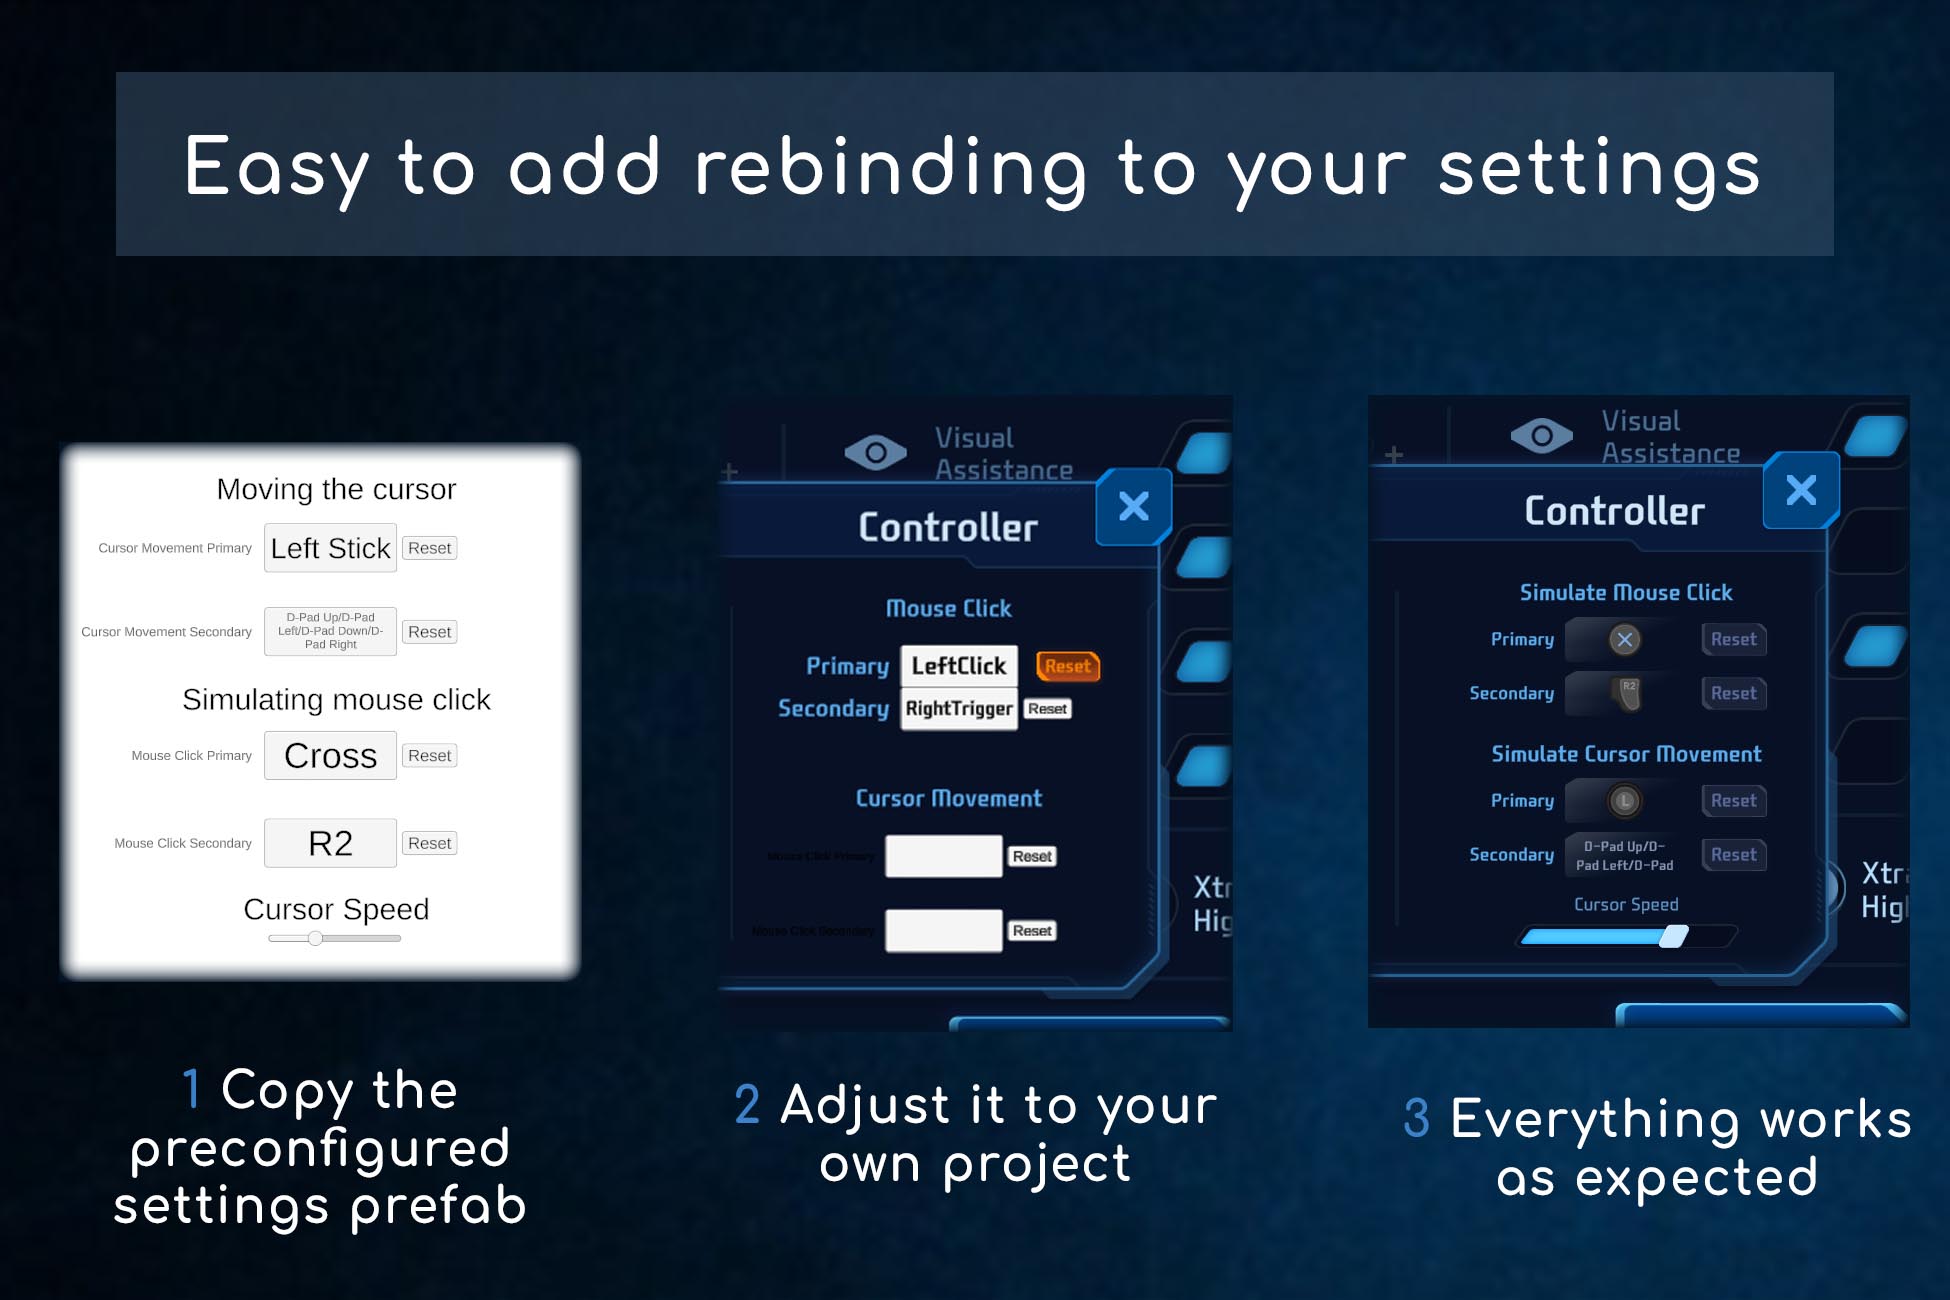 Easy to add rebinding to your settings
Moving the cursor
Cursor Movement Primary
Left Stick
Reset
Cursor Movement Secondary
D-Pad Up/D-Pad
Left/D-Pad Down/D-
Pad Right
Reset
Simulating mouse click
Mouse Click Primary
Cross
Reset
Mouse Click Secondary
R2
Reset
Cursor Speed
1 Copy the
preconfigured
settings prefab
Visual
Assistance
Controller
Mouse Click
Primary
LeftClick
Reset
Secondary
RightTrigger
Reset
Cursor Movement
Mouse Click Primary
Reset
Mouse Click Secondary
Reset
Xtr
Hig
2 Adjust it to your
own project
Visual
Assistance
Controller
Simulate Mouse Click
Primary
Reset
Secondary
R2
Reset
Simulate Cursor Movement
Primary
L
Reset
Secondary
D-Pad Up/D-
Pad Left/D-Pad
Reset
Cursor Speed
Xtr
Hig
3 Everything works
as expected